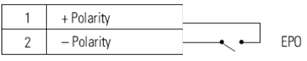 1 + Polarity
2 – Polarity EPO